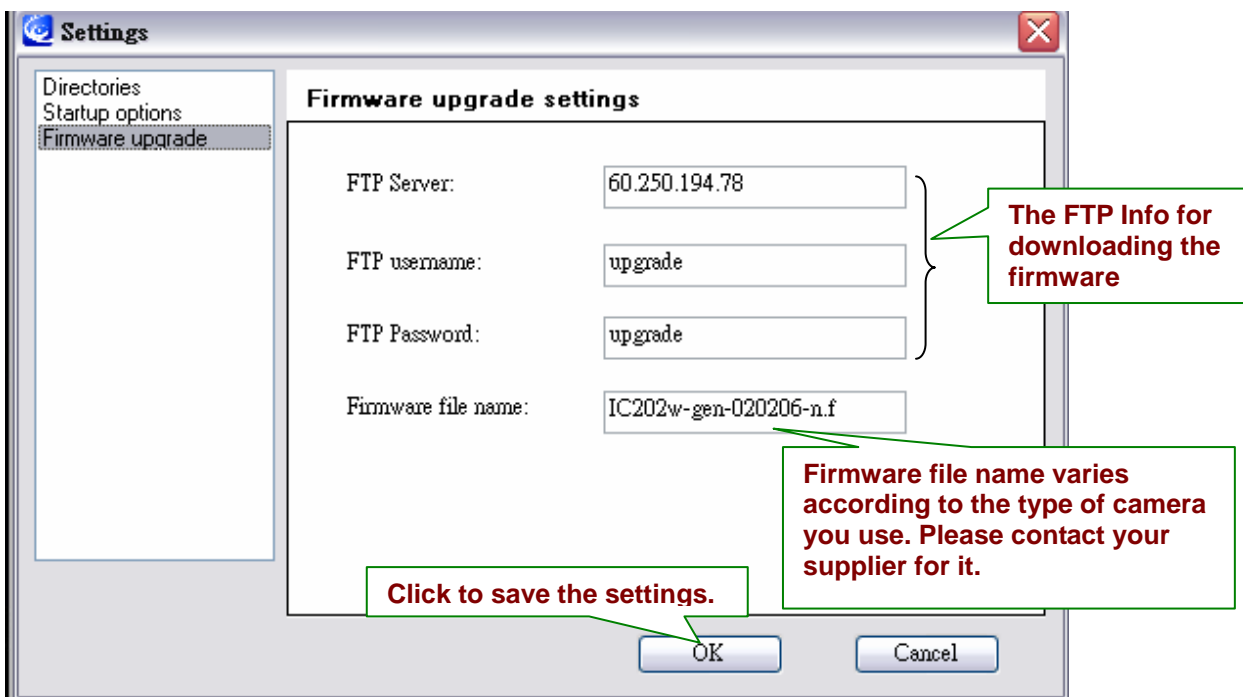 Settings
Directories
Startup options
Firmware upgrade
Firmware upgrade settings
FTP Server:
60.250.194.78
FTP username:
upgrade
FTP Password:
upgrade
Firmware file name:
IC202w-gen-020206-n.f
The FTP Info for
downloading the
firmware
Firmware file name varies
according to the type of camera
you use. Please contact your
supplier for it.
Click to save the settings.
OK
Cancel